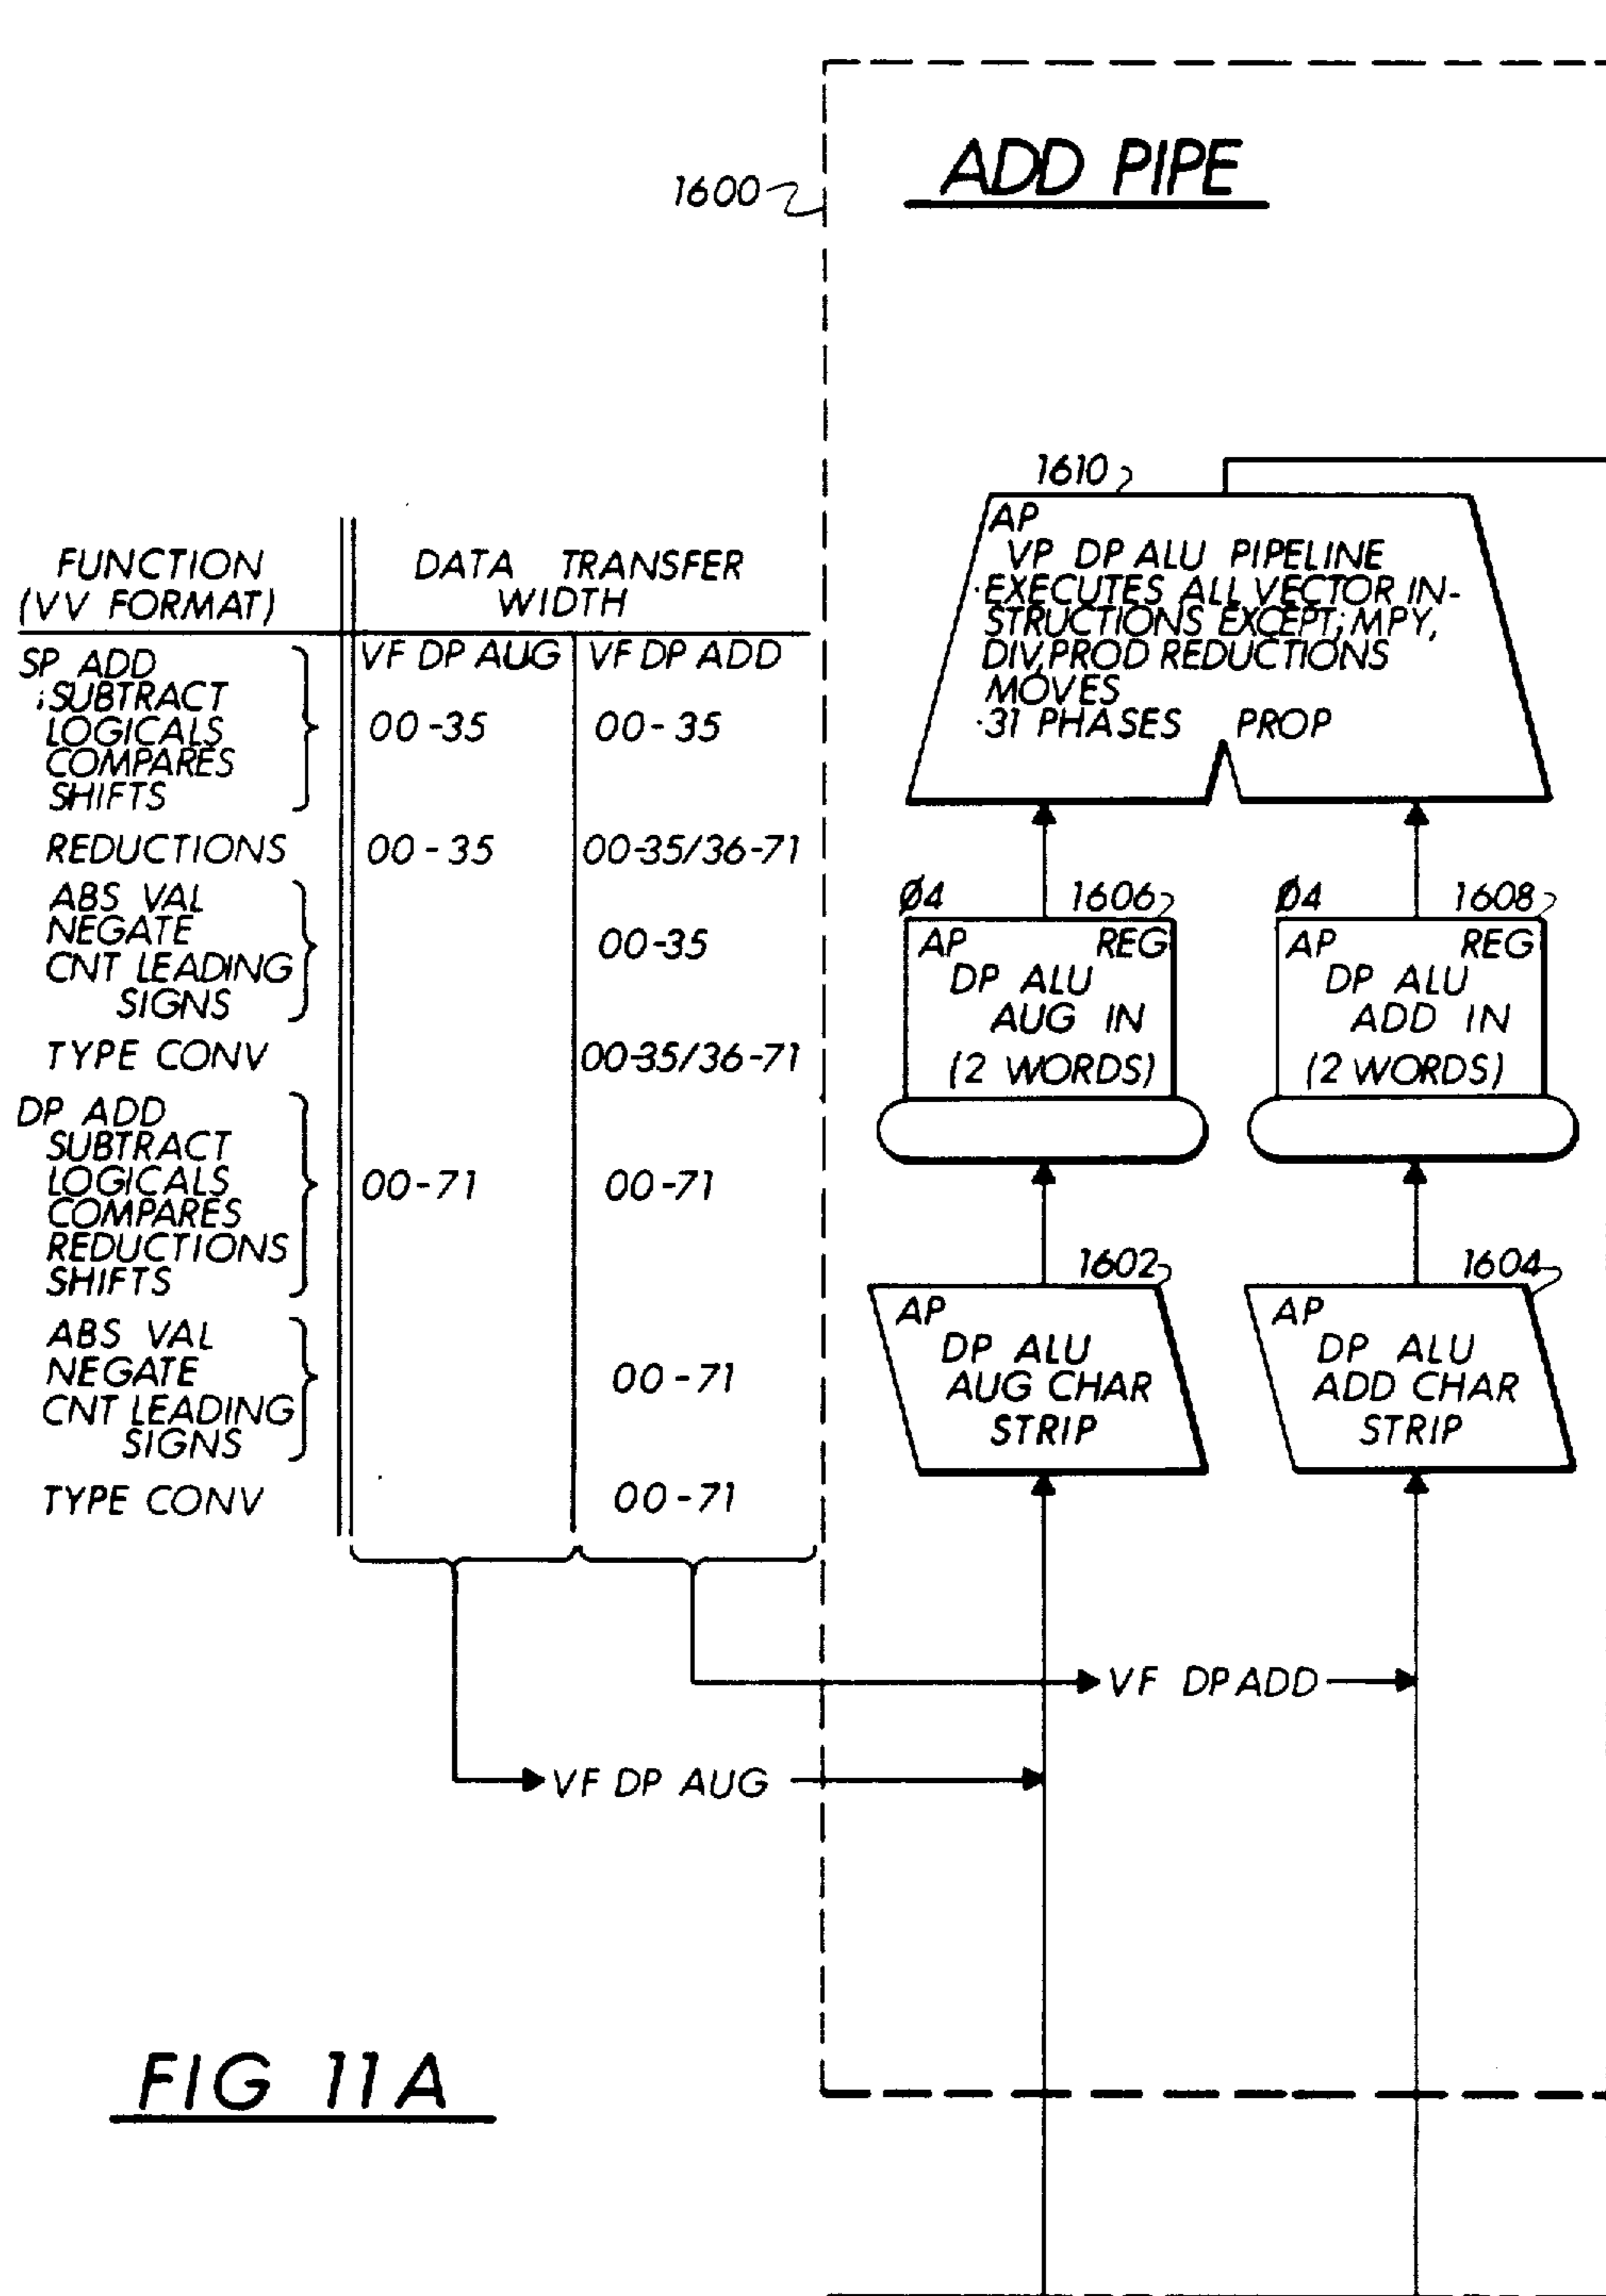 ADD PIPE
1600
1610
AP
VP DP ALU PIPELINE
·EXECUTES ALL VECTOR IN-
STRUCTIONS EXCEPT; MPY,
DIV, PROD REDUCTIONS
MOVES
·31 PHASES PROP
FUNCTION
(VV FORMAT)
DATA TRANSFER
WIDTH
VF DP AUG VF DP ADD
SP ADD
SUBTRACT
LOGICALS 00-35 00-35
COMPARES
SHIFTS
REDUCTIONS 00-35 00-35/36-71
ABS VAL
NEGATE 00-35
CNT LEADING
SIGNS
TYPE CONV 00-35/36-71
DP ADD
SUBTRACT
LOGICALS 00-71 00-71
COMPARES
REDUCTIONS
SHIFTS
ABS VAL
NEGATE 00-71
CNT LEADING
SIGNS
TYPE CONV 00-71
Ø4 1606
AP REG
DP ALU
AUG IN
(2 WORDS)
Ø4 1608
AP REG
DP ALU
ADD IN
(2 WORDS)
1602
AP
DP ALU
AUG CHAR
STRIP
1604
AP
DP ALU
ADD CHAR
STRIP
VF DP ADD
VF DP AUG
FIG 11A